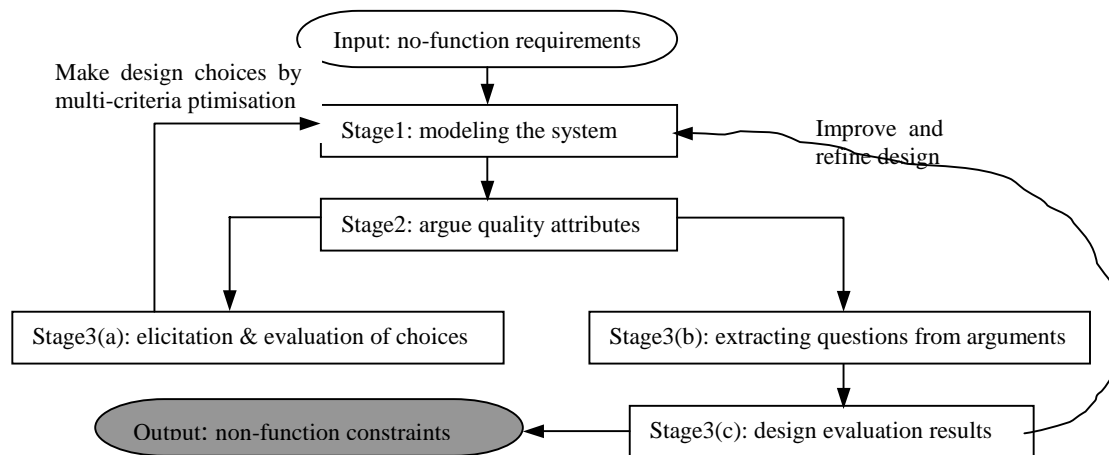 Input: no-function requirements
Make design choices by
multi-criteria ptimisation
Stage1: modeling the system
Improve and
refine design
Stage2: argue quality attributes
Stage3(a): elicitation & evaluation of choices
Stage3(b): extracting questions from arguments
Output: non-function constraints
Stage3(c): design evaluation results